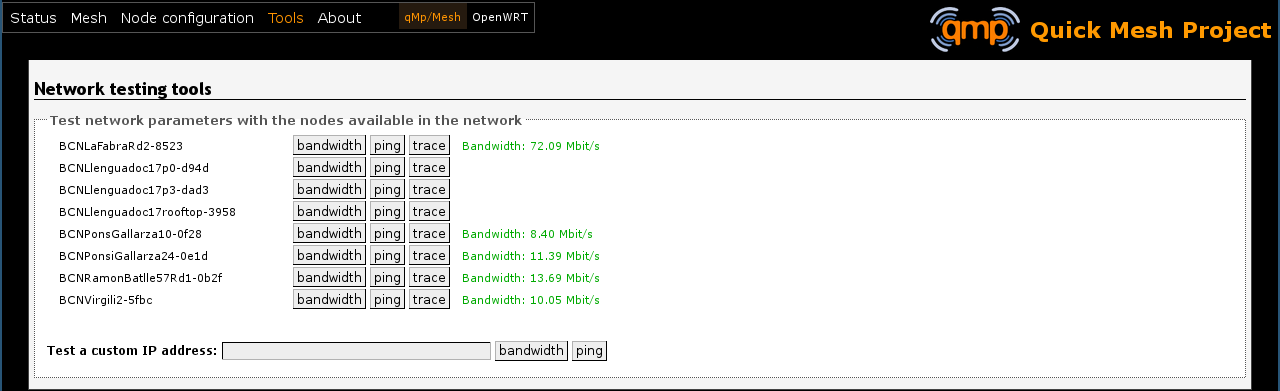 Status Mesh Node configuration Tools About qMp/Mesh OpenWRT qmp Quick Mesh Project
Network testing tools
Test network parameters with the nodes available in the network
BCNLaFabraRd2-8523 bandwidth ping trace Bandwidth: 72.09 Mbit/s
BCNLlenguadoc17p0-d94d bandwidth ping trace
BCNLlenguadoc17p3-dad3 bandwidth ping trace
BCNLlenguadoc17rooftop-3958 bandwidth ping trace
BCNPonsGallarza10-0f28 bandwidth ping trace Bandwidth: 8.40 Mbit/s
BCNPonsiGallarza24-0e1d bandwidth ping trace Bandwidth: 11.39 Mbit/s
BCNRamonBatlle57Rd1-0b2f bandwidth ping trace Bandwidth: 13.69 Mbit/s
BCNVirgili2-5fbc bandwidth ping trace Bandwidth: 10.05 Mbit/s
Test a custom IP address: bandwidth ping